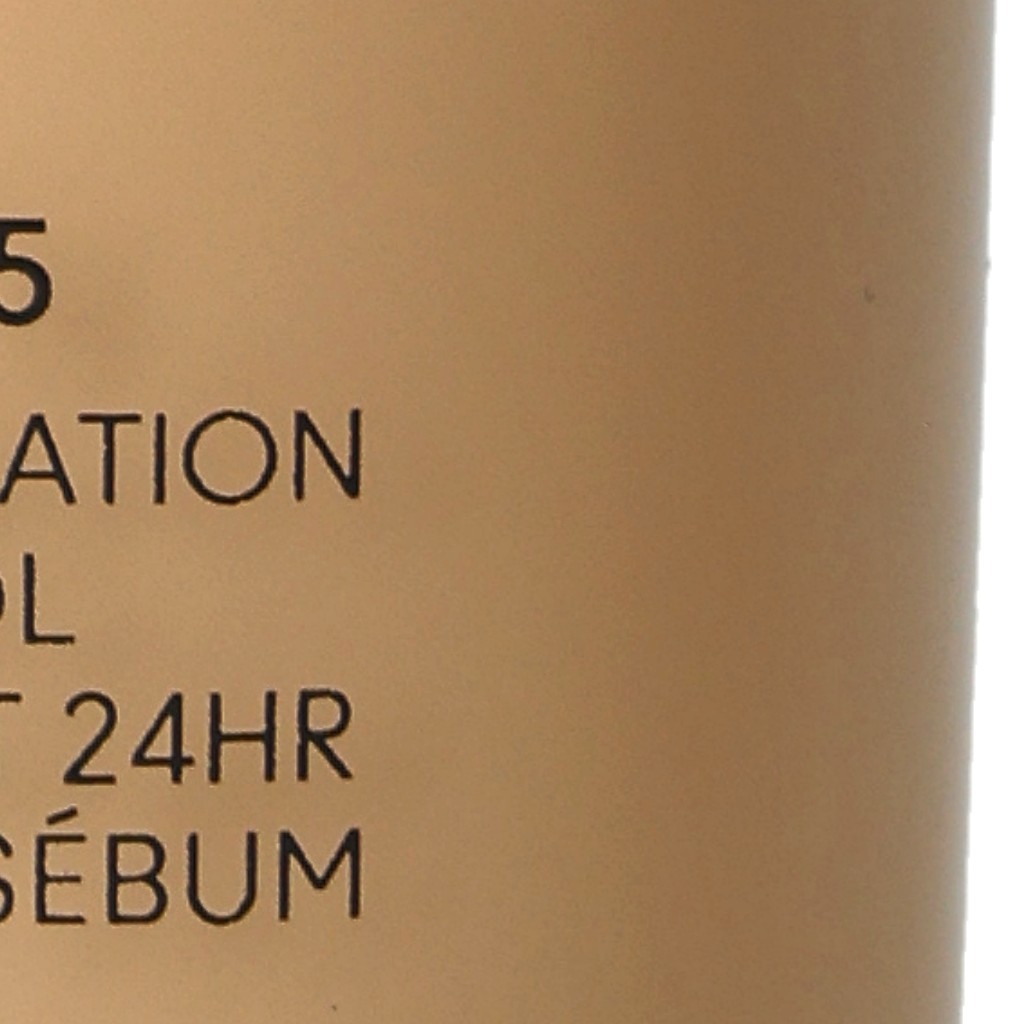 5
ATION
OL
T 24HR
SÉBUM